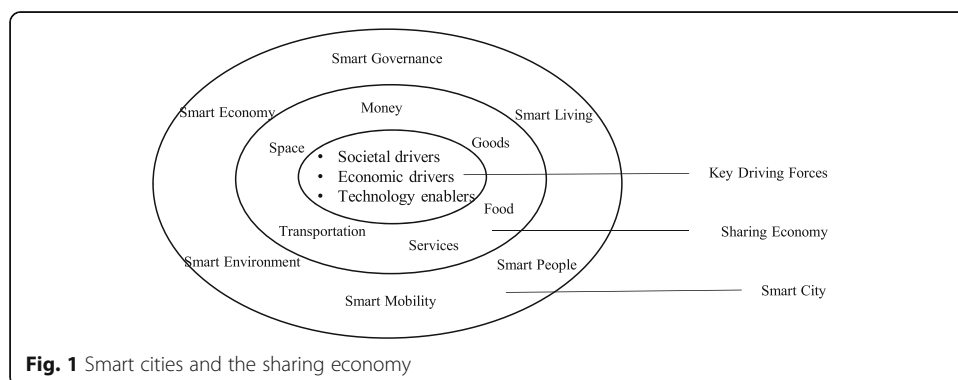 Smart Governance
Smart Economy
Money
Smart Living
Space
Goods
• Societal drivers
• Economic drivers
• Technology enablers
Key Driving Forces
Food
Transportation
Services
Sharing Economy
Smart Environment
Smart People
Smart Mobility
Smart City
Fig. 1 Smart cities and the sharing economy